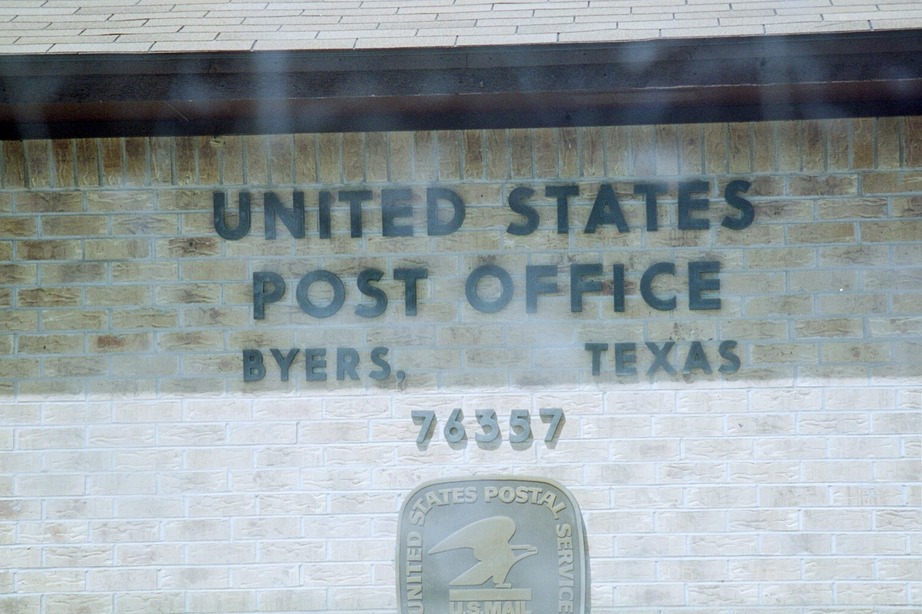 UNITED STATES
POST OFFICE
BYERS, TEXAS
76357
UNITED STATES POSTAL SERVICE
U.S. MAIL